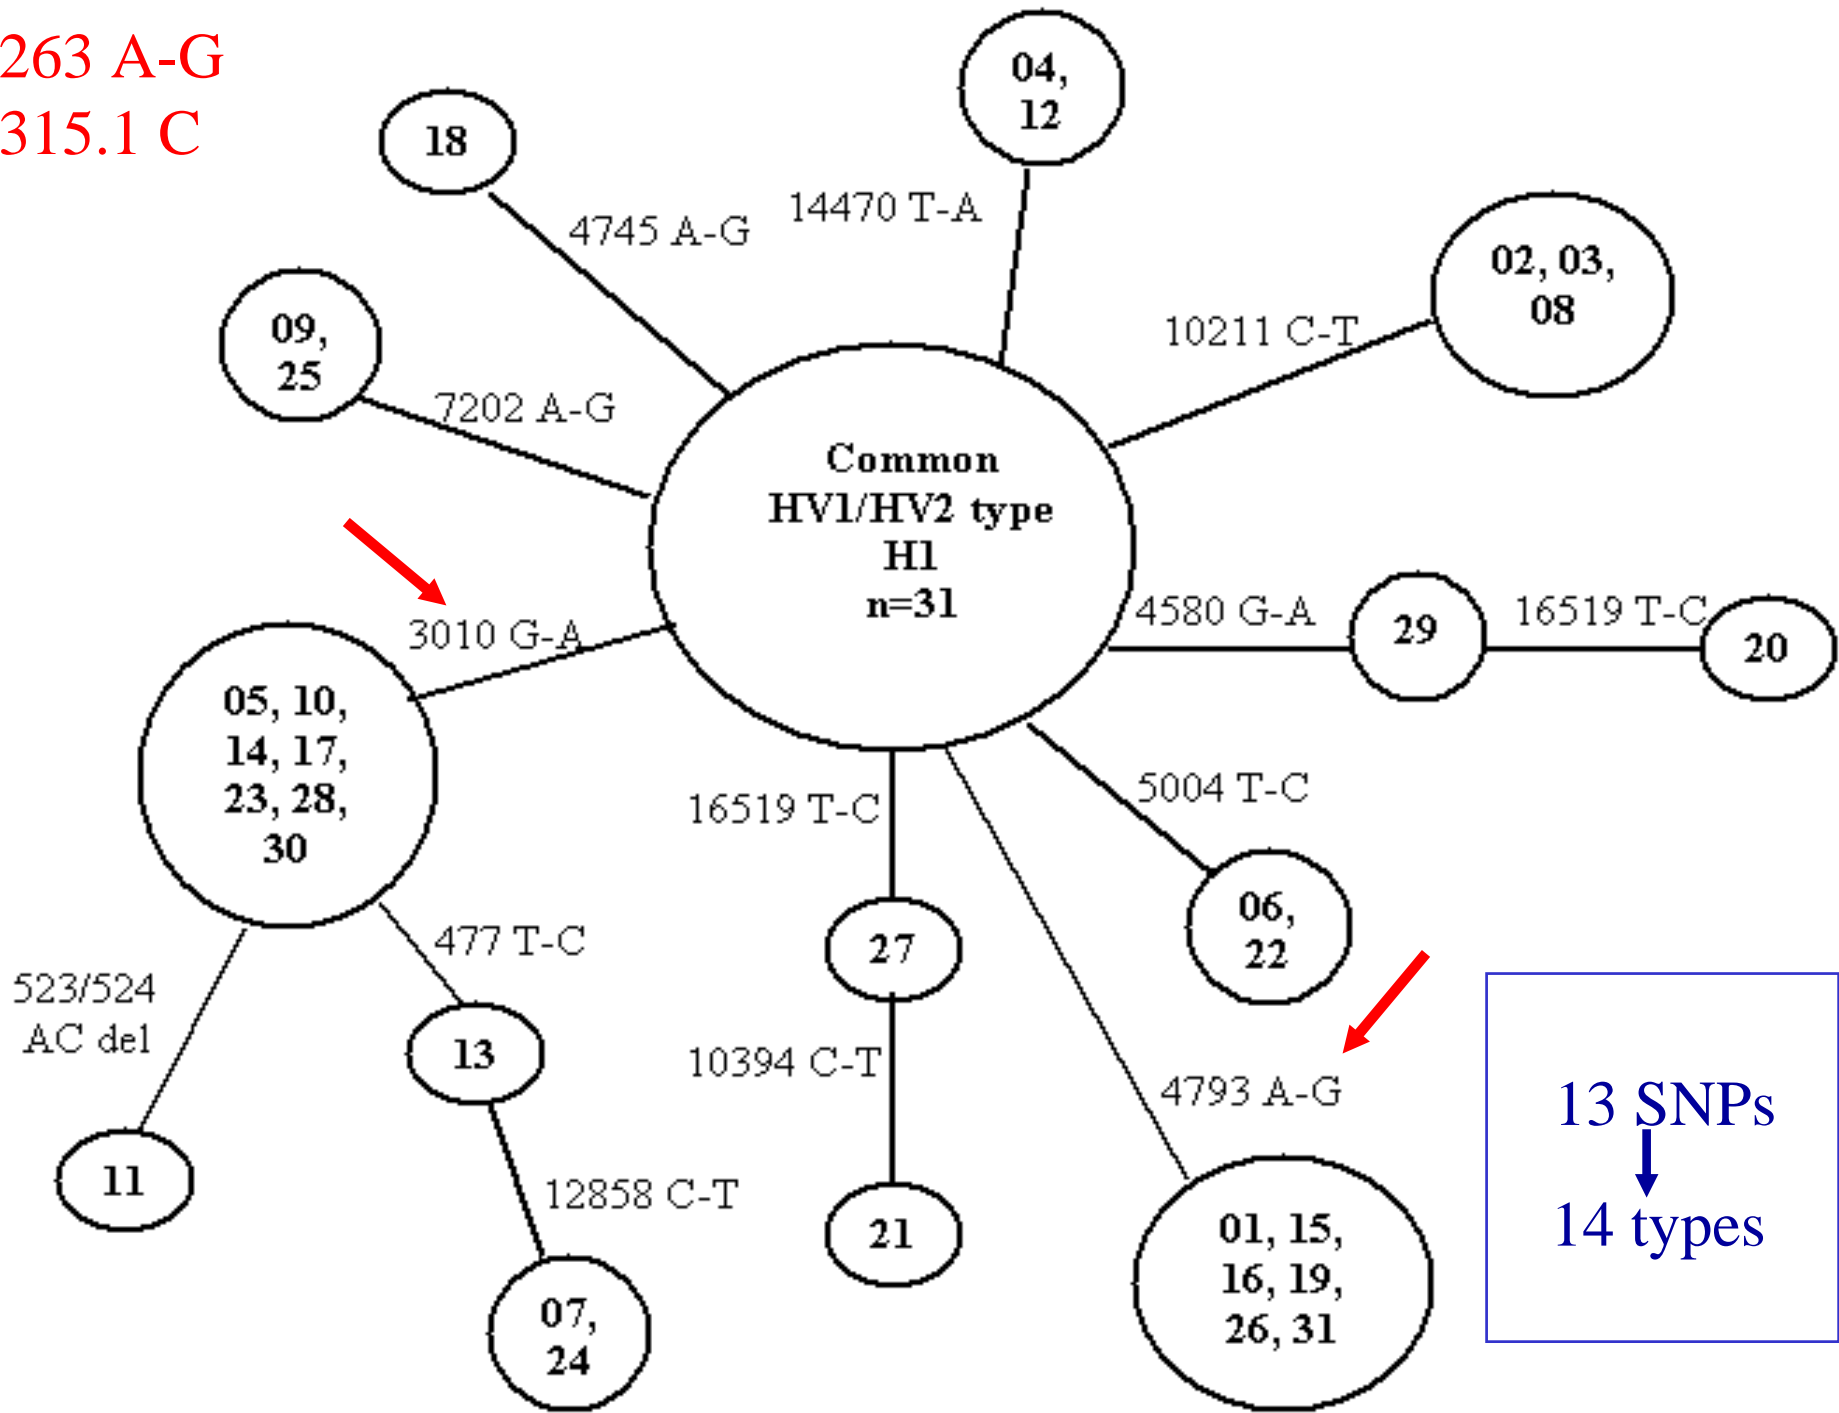 263 A-G
315.1 C
18
04,
12
4745 A-G
14470 T-A
02, 03,
08
10211 C-T
09,
25
7202 A-G
Common
HV1/HV2 type
H1
n=31
3010 G-A
4580 G-A
29
16519 T-C
20
05, 10,
14, 17,
23, 28,
30
16519 T-C
5004 T-C
06,
22
27
477 T-C
523/524
AC del
13
10394 C-T
4793 A-G
13 SNPs
14 types
11
12858 C-T
21
01, 15,
16, 19,
26, 31
07,
24